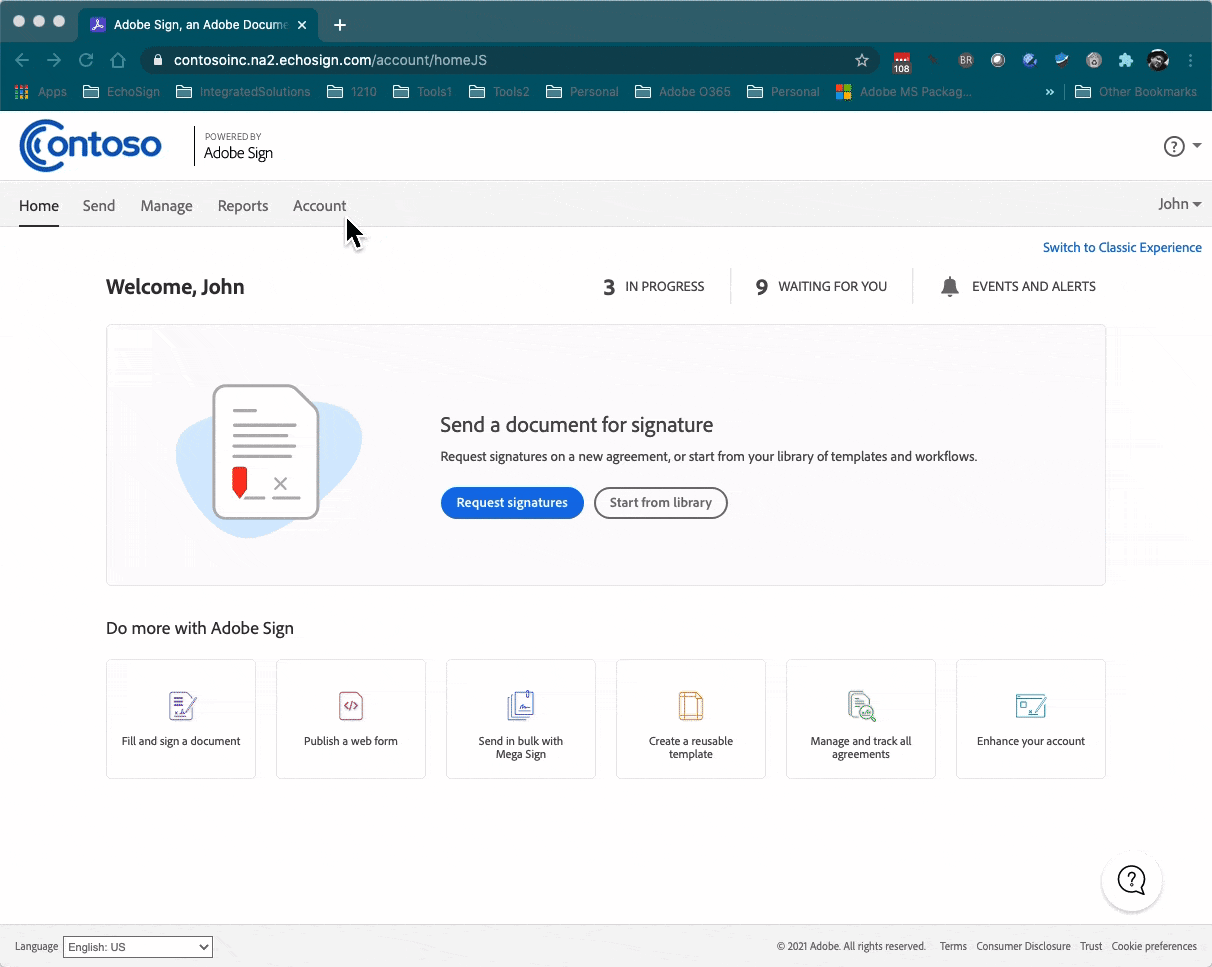 Adobe Sign, an Adobe Docume
contosoinc.na2.echosign.com/account/homeJS
108
BR
Apps EchoSign IntegratedSolutions 1210 Tools1 Tools2 Personal Adobe O365 Personal Adobe MS Packag... » Other Bookmarks
Contoso
POWERED BY
Adobe Sign
Home Send Manage Reports Account John
Switch to Classic Experience
Welcome, John 3 IN PROGRESS 9 WAITING FOR YOU EVENTS AND ALERTS
Send a document for signature
Request signatures on a new agreement, or start from your library of templates and workflows.
Request signatures Start from library
Do more with Adobe Sign
Fill and sign a document
Publish a web form
Send in bulk with
Mega Sign
Create a reusable
template
Manage and track all
agreements
Enhance your account
Language English: US © 2021 Adobe. All rights reserved. Terms Consumer Disclosure Trust Cookie preferences